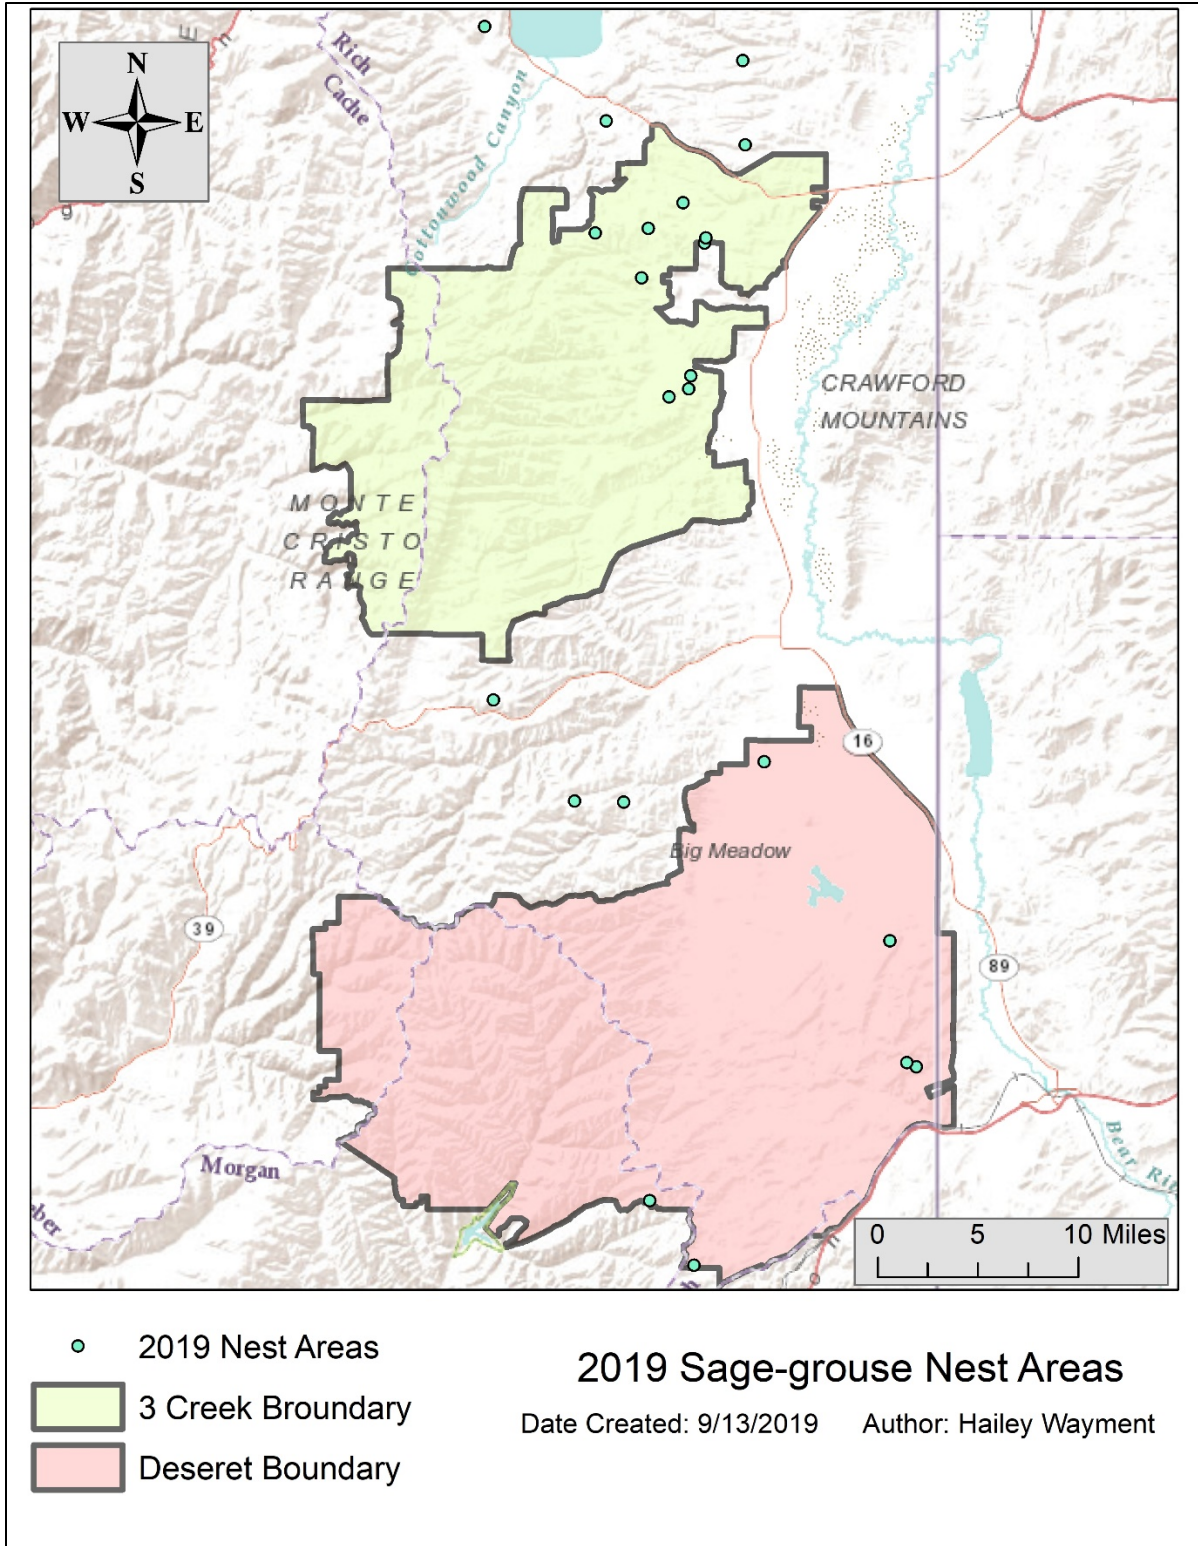 N
W
E
S
Rich
Cache
Cottonwood Canyon
CRAWFORD
MOUNTAINS
MONTE
CRISTO
RANGE
16
Big Meadow
39
89
Morgan
Bear Ri
0 5 10 Miles
2019 Nest Areas
3 Creek Broundary
Deseret Boundary
2019 Sage-grouse Nest Areas
Date Created: 9/13/2019 Author: Hailey Wayment